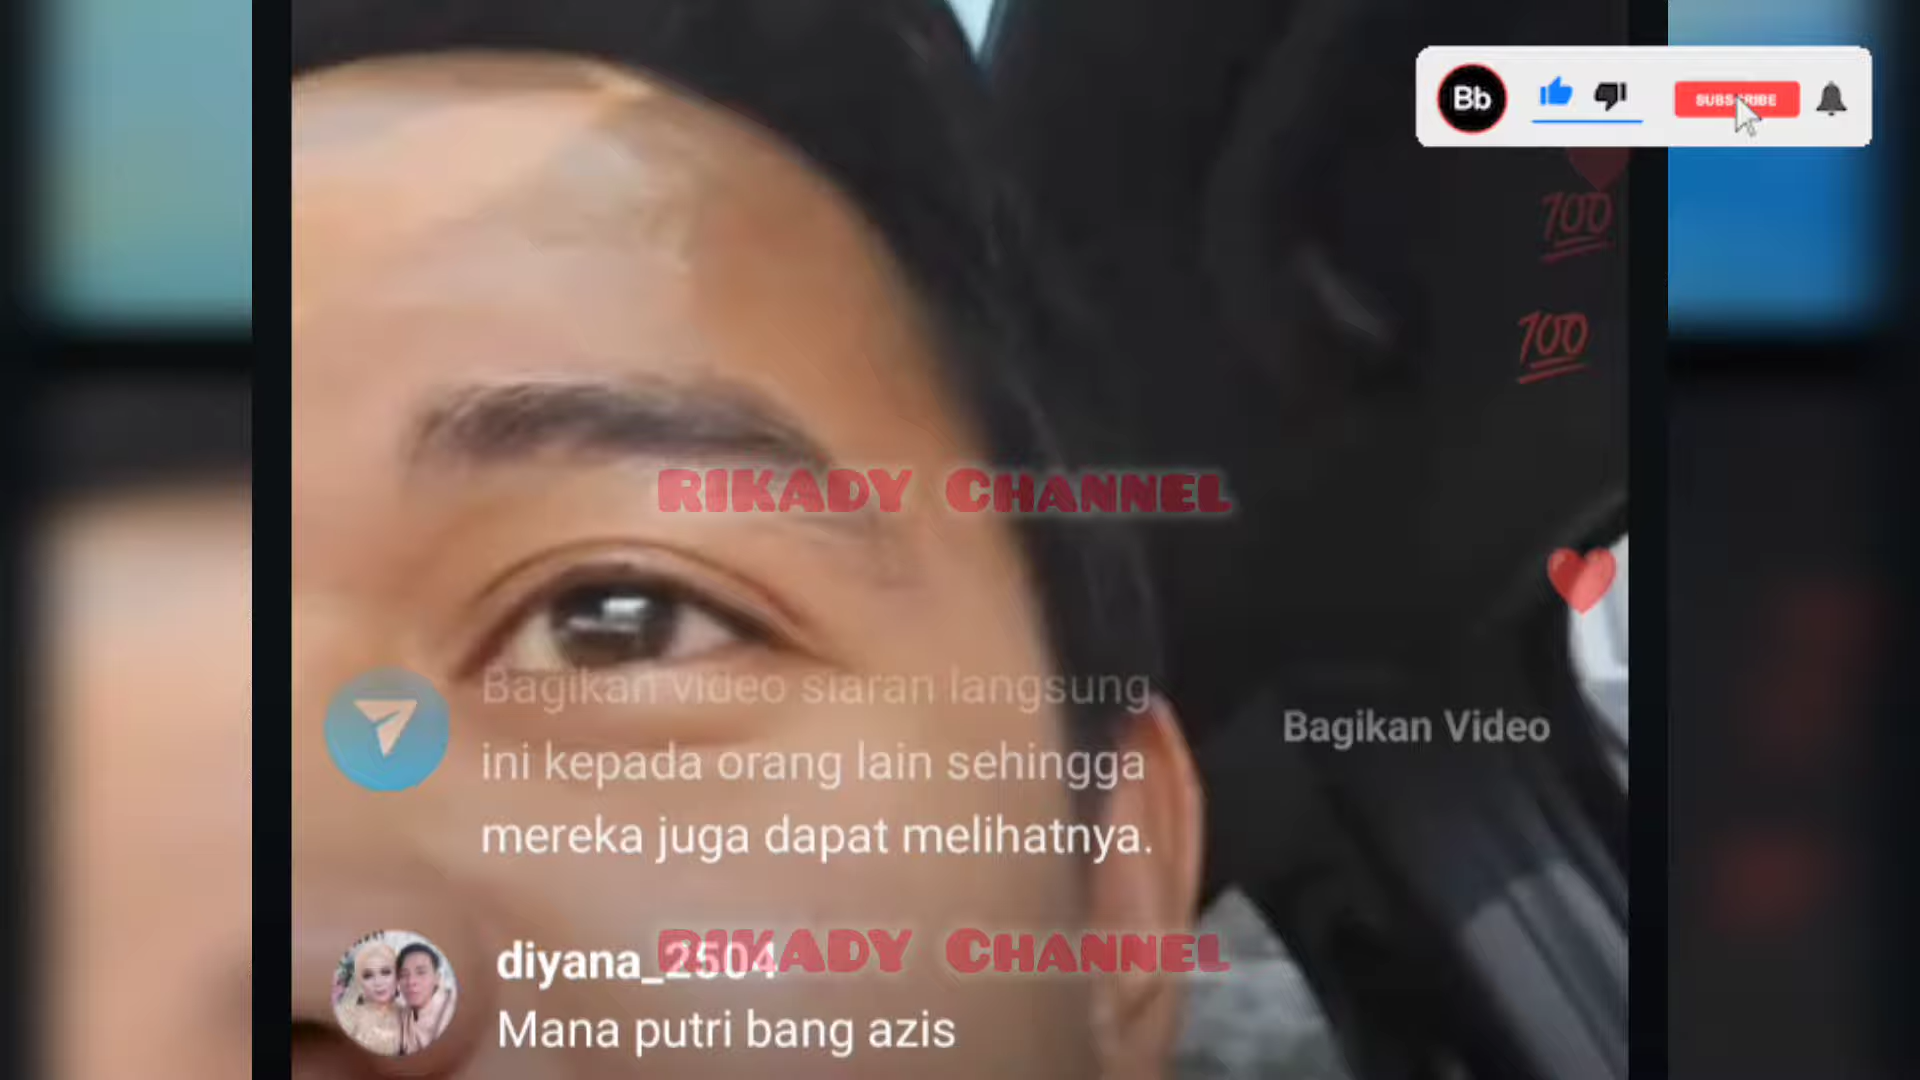 Bb
SUBSCRIBE
100
100
RIKADY CHANNEL
Bagikan video siaran langsung
ini kepada orang lain sehingga
mereka juga dapat melihatnya.
Bagikan Video
RIKADY CHANNEL
diyana_2504
Mana putri bang azis